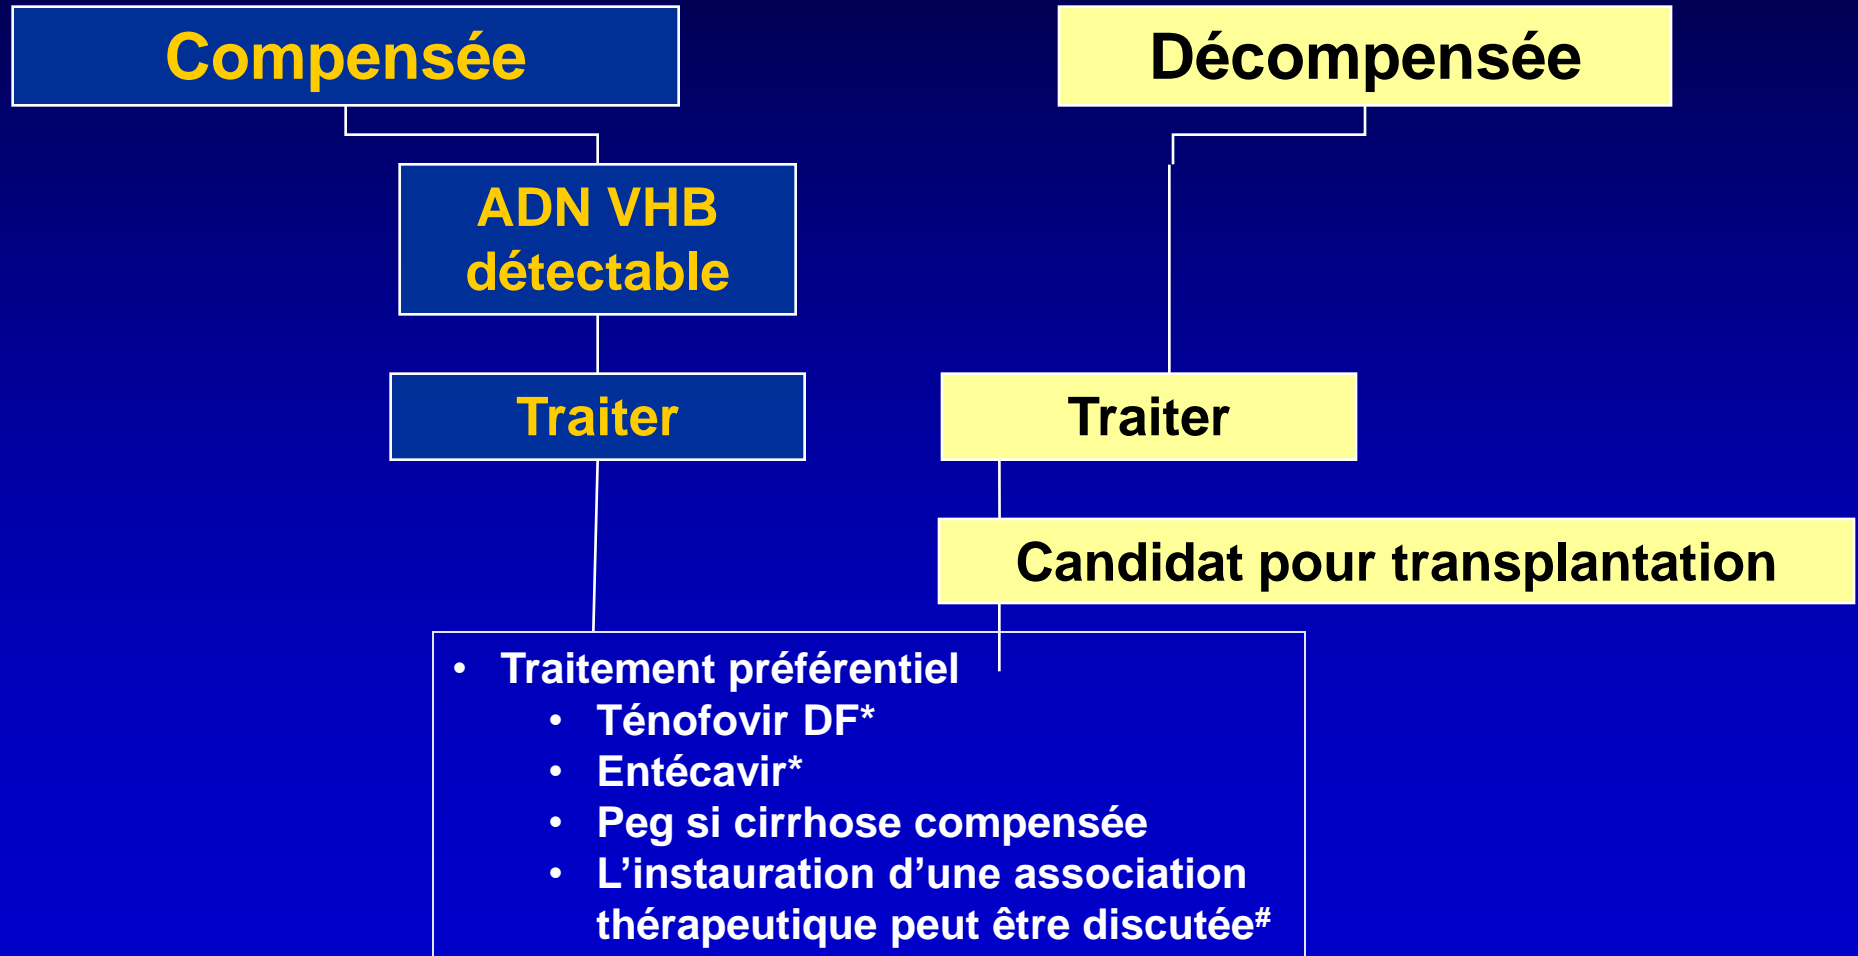 Compensée
Décompensée
ADN VHB
détectable
Traiter
Traiter
Candidat pour transplantation
• Traitement préférentiel
• Ténofovir DF*
• Entécavir*
• Peg si cirrhose compensée
• L’instauration d’une association
thérapeutique peut être discutée#